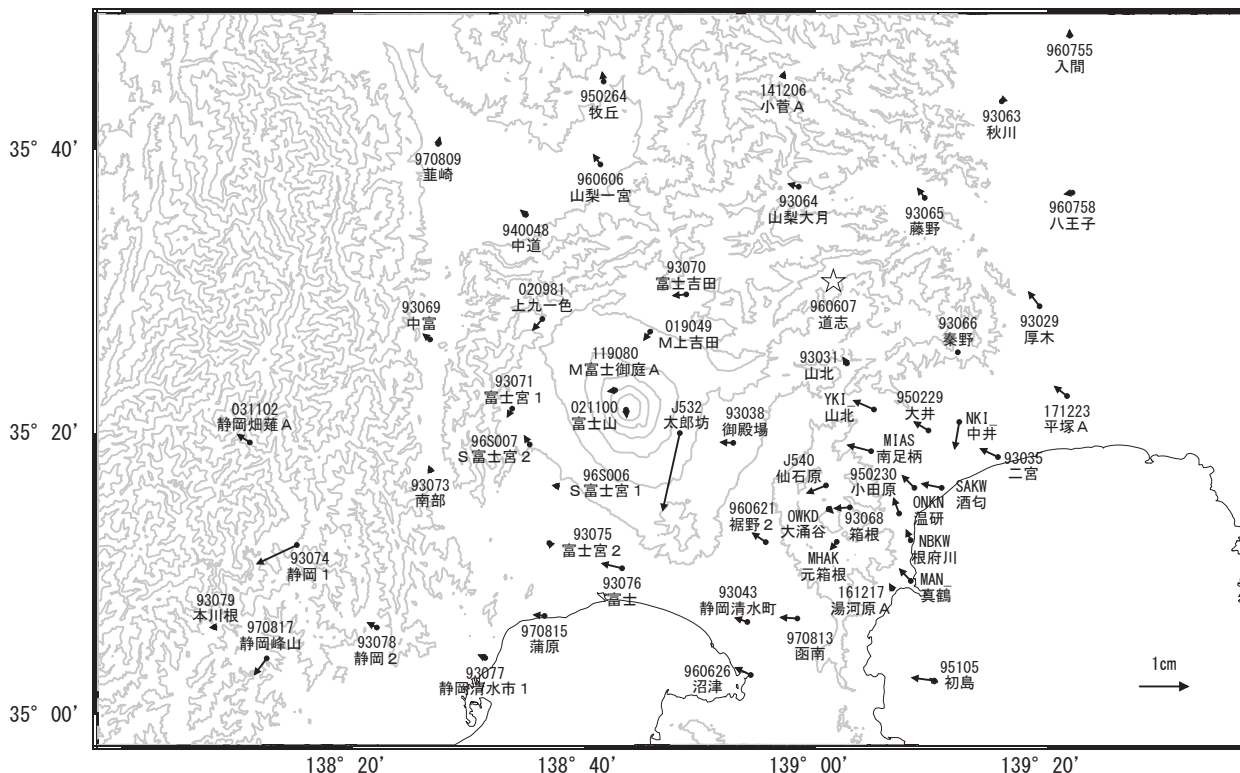 960755
入間
950264
牧丘
141206
小菅Ａ
93063
秋川
35° 40'
970809
韮崎
960606
山梨一宮
93064
山梨大月
93065
藤野
960758
八王子
940048
中道
93070
富士吉田
020981
上九一色
960607
道志
93069
中富
019049
Ｍ上吉田
93066
秦野
93029
厚木
119080
Ｍ富士御庭Ａ
93031
山北
93071
富士宮１
021100
富士山
J532
太郎坊
93038
御殿場
YKI_
山北
950229
大井
NKI_
中井
171223
平塚Ａ
031102
静岡畑薙Ａ
35° 20'
96S007
Ｓ富士宮２
MIAS
南足柄
93035
二宮
93073
南部
96S006
Ｓ富士宮１
J540
仙石原
950230
小田原
SAKW
酒匂
960621
裾野２
OWKD
大涌谷
93068
箱根
ONKN
温研
93075
富士宮２
NBKW
根府川
93074
静岡１
93076
富士
MHAK
元箱根
MAN_
真鶴
93079
本川根
93043
静岡清水町
161217
湯河原Ａ
970817
静岡峰山
93078
静岡２
970815
蒲原
970813
函南
93077
静岡清水市１
960626
沼津
95105
初島
1cm
35° 00'
138° 20'
138° 40'
139° 00'
139° 20'